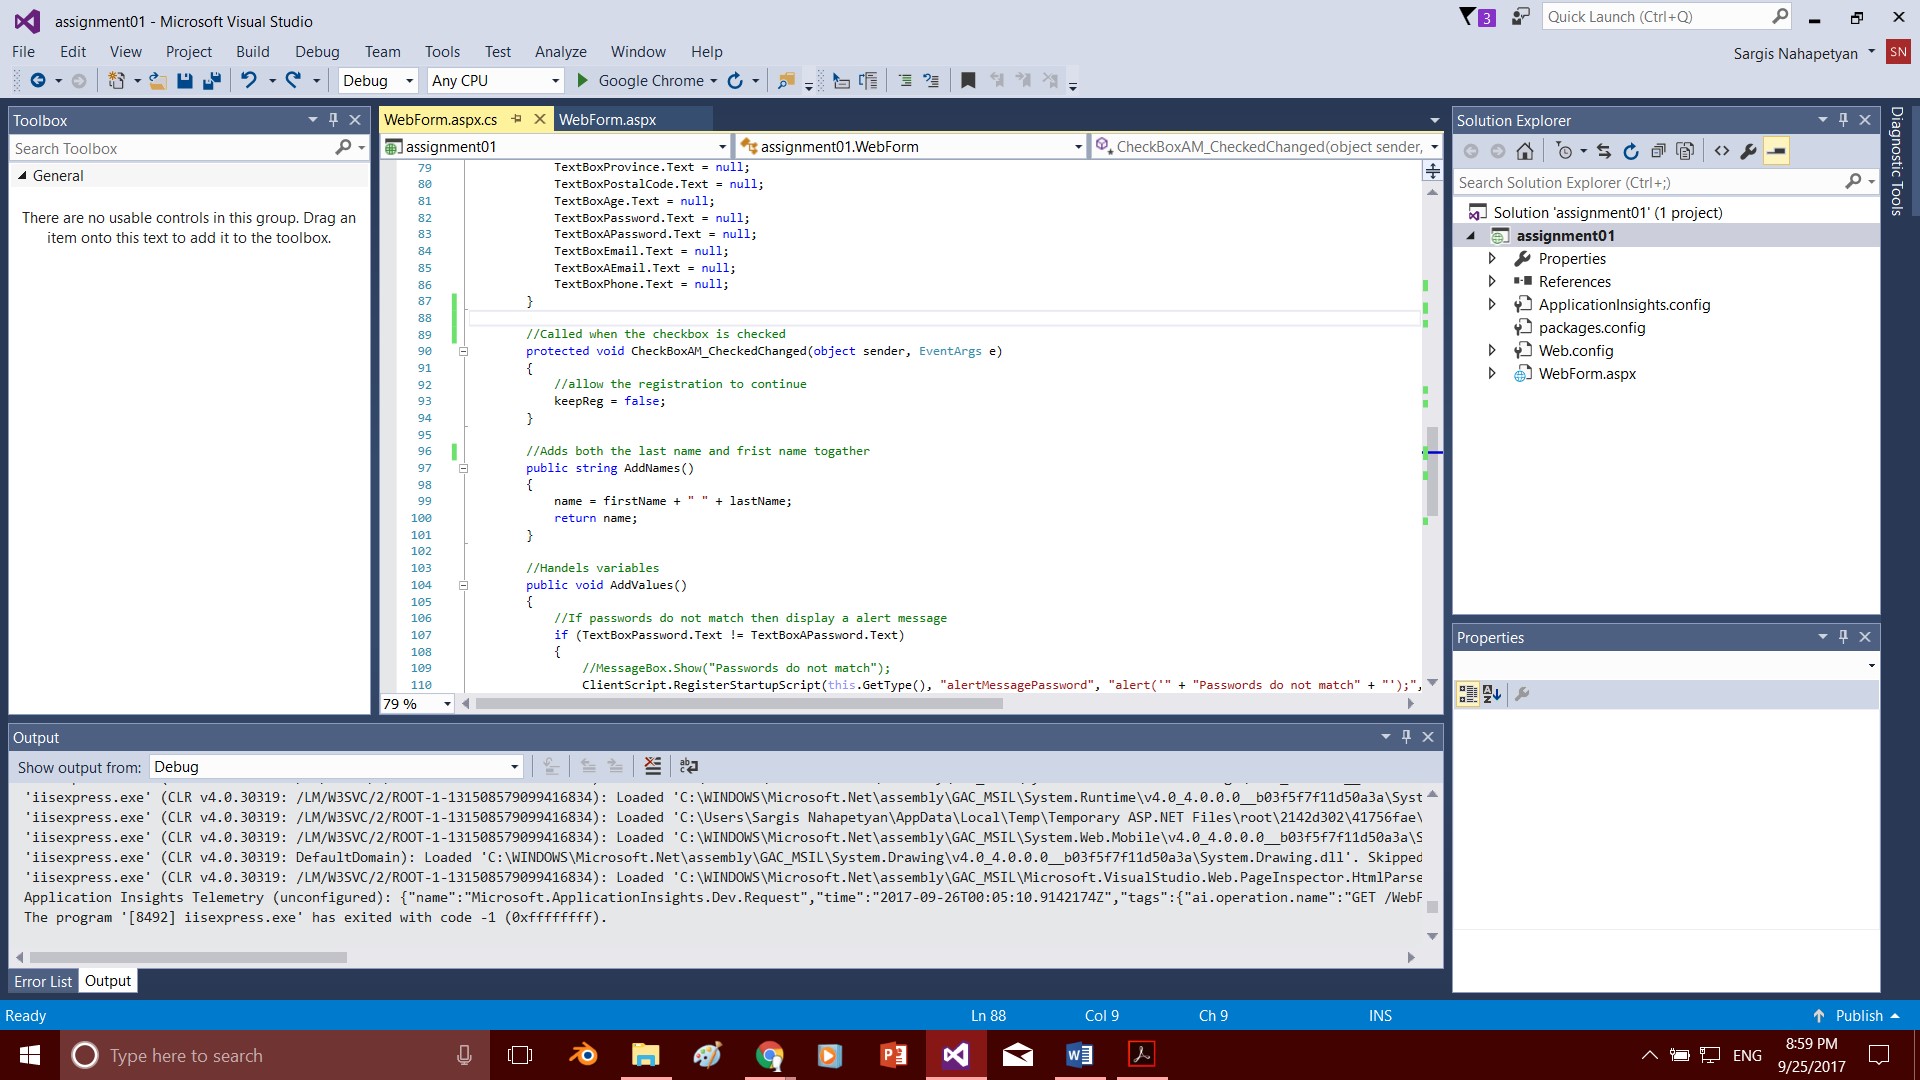 assignment01 - Microsoft Visual Studio
3
Quick Launch (Ctrl+Q)
File Edit View Project Build Debug Team Tools Test Analyze Window Help
Sargis Nahapetyan SN
Debug Any CPU Google Chrome
Toolbox
Search Toolbox
General
There are no usable controls in this group. Drag an
item onto this text to add it to the toolbox.
WebForm.aspx.cs WebForm.aspx
assignment01 assignment01.WebForm CheckBoxAM_CheckedChanged(object sender,
79 TextBoxProvince.Text = null;
80 TextBoxPostalCode.Text = null;
81 TextBoxAge.Text = null;
82 TextBoxPassword.Text = null;
83 TextBoxAPassword.Text = null;
84 TextBoxEmail.Text = null;
85 TextBoxAEmail.Text = null;
86 TextBoxPhone.Text = null;
87 }
88
89 //Called when the checkbox is checked
90 protected void CheckBoxAM_CheckedChanged(object sender, EventArgs e)
91 {
92 //allow the registration to continue
93 keepReg = false;
94 }
95
96 //Adds both the last name and frist name togather
97 public string AddNames()
98 {
99 name = firstName + " " + lastName;
100 return name;
101 }
102
103 //Handels variables
104 public void AddValues()
105 {
106 //If passwords do not match then display a alert message
107 if (TextBoxPassword.Text != TextBoxAPassword.Text)
108 {
109 //MessageBox.Show("Passwords do not match");
110 ClientScript.RegisterStartupScript(this.GetType(), "alertMessagePassword", "alert('" + "Passwords do not match" + "');",
79 %
Solution Explorer
Search Solution Explorer (Ctrl+;)
Solution 'assignment01' (1 project)
assignment01
Properties
References
ApplicationInsights.config
packages.config
Web.config
WebForm.aspx
Diagnostic Tools
Properties
Output
Show output from: Debug
'iisexpress.exe' (CLR v4.0.30319: /LM/W3SVC/2/ROOT-1-131508579099416834): Loaded 'C:\WINDOWS\Microsoft.Net\assembly\GAC_MSIL\System.Runtime\v4.0_4.0.0.0__b03f5f7f11d50a3a\Syst
'iisexpress.exe' (CLR v4.0.30319: /LM/W3SVC/2/ROOT-1-131508579099416834): Loaded 'C:\Users\Sargis Nahapetyan\AppData\Local\Temp\Temporary ASP.NET Files\root\2142d302\41756fae\
'iisexpress.exe' (CLR v4.0.30319: /LM/W3SVC/2/ROOT-1-131508579099416834): Loaded 'C:\WINDOWS\Microsoft.Net\assembly\GAC_MSIL\System.Web.Mobile\v4.0_4.0.0.0__b03f5f7f11d50a3a\S
'iisexpress.exe' (CLR v4.0.30319: DefaultDomain): Loaded 'C:\WINDOWS\Microsoft.Net\assembly\GAC_MSIL\System.Drawing\v4.0_4.0.0.0__b03f5f7f11d50a3a\System.Drawing.dll'. Skipped
'iisexpress.exe' (CLR v4.0.30319: /LM/W3SVC/2/ROOT-1-131508579099416834): Loaded 'C:\WINDOWS\Microsoft.Net\assembly\GAC_MSIL\Microsoft.VisualStudio.Web.PageInspector.HtmlParse
Application Insights Telemetry (unconfigured): {"name":"Microsoft.ApplicationInsights.Dev.Request","time":"2017-09-26T00:05:10.9142174Z","tags":{"ai.operation.name":"GET /WebF
The program '[8492] iisexpress.exe' has exited with code -1 (0xffffffff).
Error List Output
Ready Ln 88 Col 9 Ch 9 INS Publish
Type here to search
ENG
8:59 PM
9/25/2017